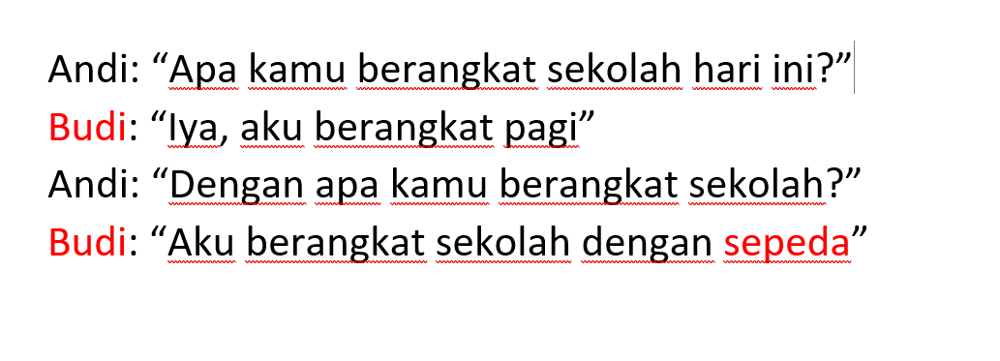 Andi: “Apa kamu berangkat sekolah hari ini?”
Budi: “Iya, aku berangkat pagi”
Andi: “Dengan apa kamu berangkat sekolah?”
Budi: “Aku berangkat sekolah dengan sepeda”